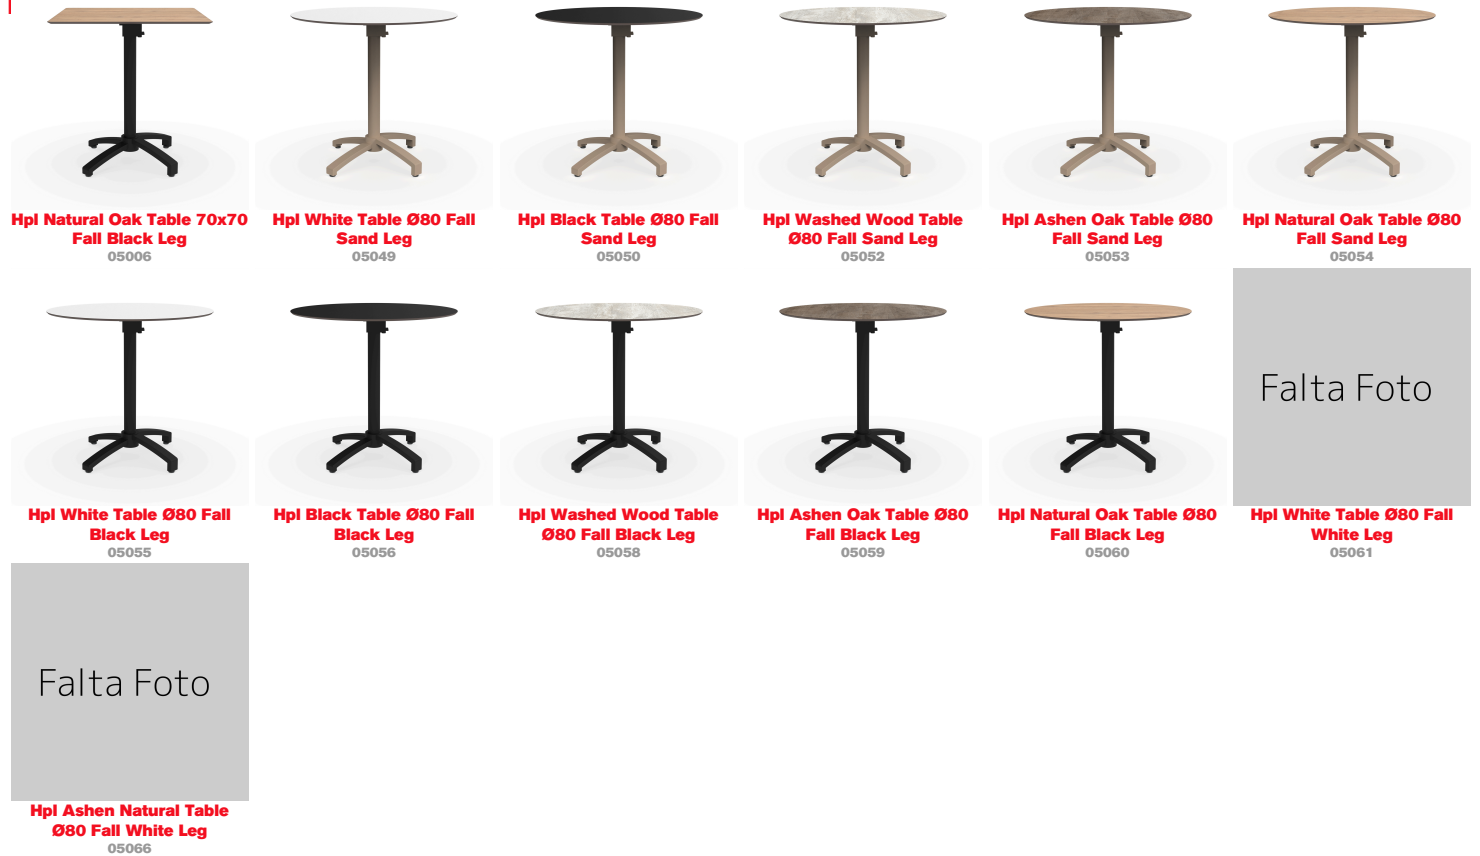 Hpl Natural Oak Table 70x70
Fall Black Leg
05006
Hpl White Table Ø80 Fall
Sand Leg
05049
Hpl Black Table Ø80 Fall
Sand Leg
05050
Hpl Washed Wood Table
Ø80 Fall Sand Leg
05052
Hpl Ashen Oak Table Ø80
Fall Sand Leg
05053
Hpl Natural Oak Table Ø80
Fall Sand Leg
05054
Hpl White Table Ø80 Fall
Black Leg
05055
Hpl Black Table Ø80 Fall
Black Leg
05056
Hpl Washed Wood Table
Ø80 Fall Black Leg
05058
Hpl Ashen Oak Table Ø80
Fall Black Leg
05059
Hpl Natural Oak Table Ø80
Fall Black Leg
05060
Falta Foto
Hpl White Table Ø80 Fall
White Leg
05061
Falta Foto
Hpl Ashen Natural Table
Ø80 Fall White Leg
05066